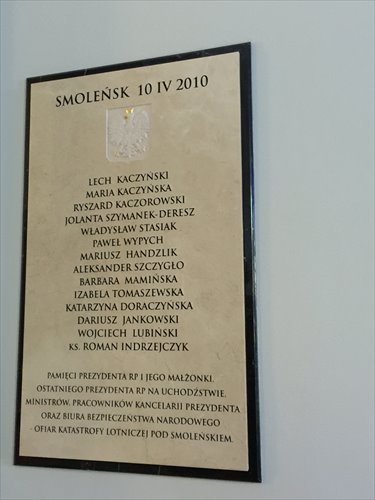 SMOLEŃSK 10 IV 2010
LECH KACZYŃSKI
MARIA KACZYŃSKA
RYSZARD KACZOROWSKI
JOLANTA SZYMANEK-DERESZ
WŁADYSŁAW STASIAK
PAWEŁ WYPYCH
MARIUSZ HANDZLIK
ALEKSANDER SZCZYGŁO
BARBARA MAMIŃSKA
IZABELA TOMASZEWSKA
KATARZYNA DORACZYŃSKA
DARIUSZ JANKOWSKI
WOJCIECH LUBIŃSKI
KS. ROMAN INDRZEJCZYK
PAMIĘCI PREZYDENTA RP I JEGO MAŁŻONKI,
OSTATNIEGO PREZYDENTA RP NA UCHODŹSTWIE,
MINISTRÓW, PRACOWNIKÓW KANCELARII PREZYDENTA
ORAZ BIURA BEZPIECZEŃSTWA NARODOWEGO
- OFIAR KATASTROFY LOTNICZEJ POD SMOLEŃSKIEM.